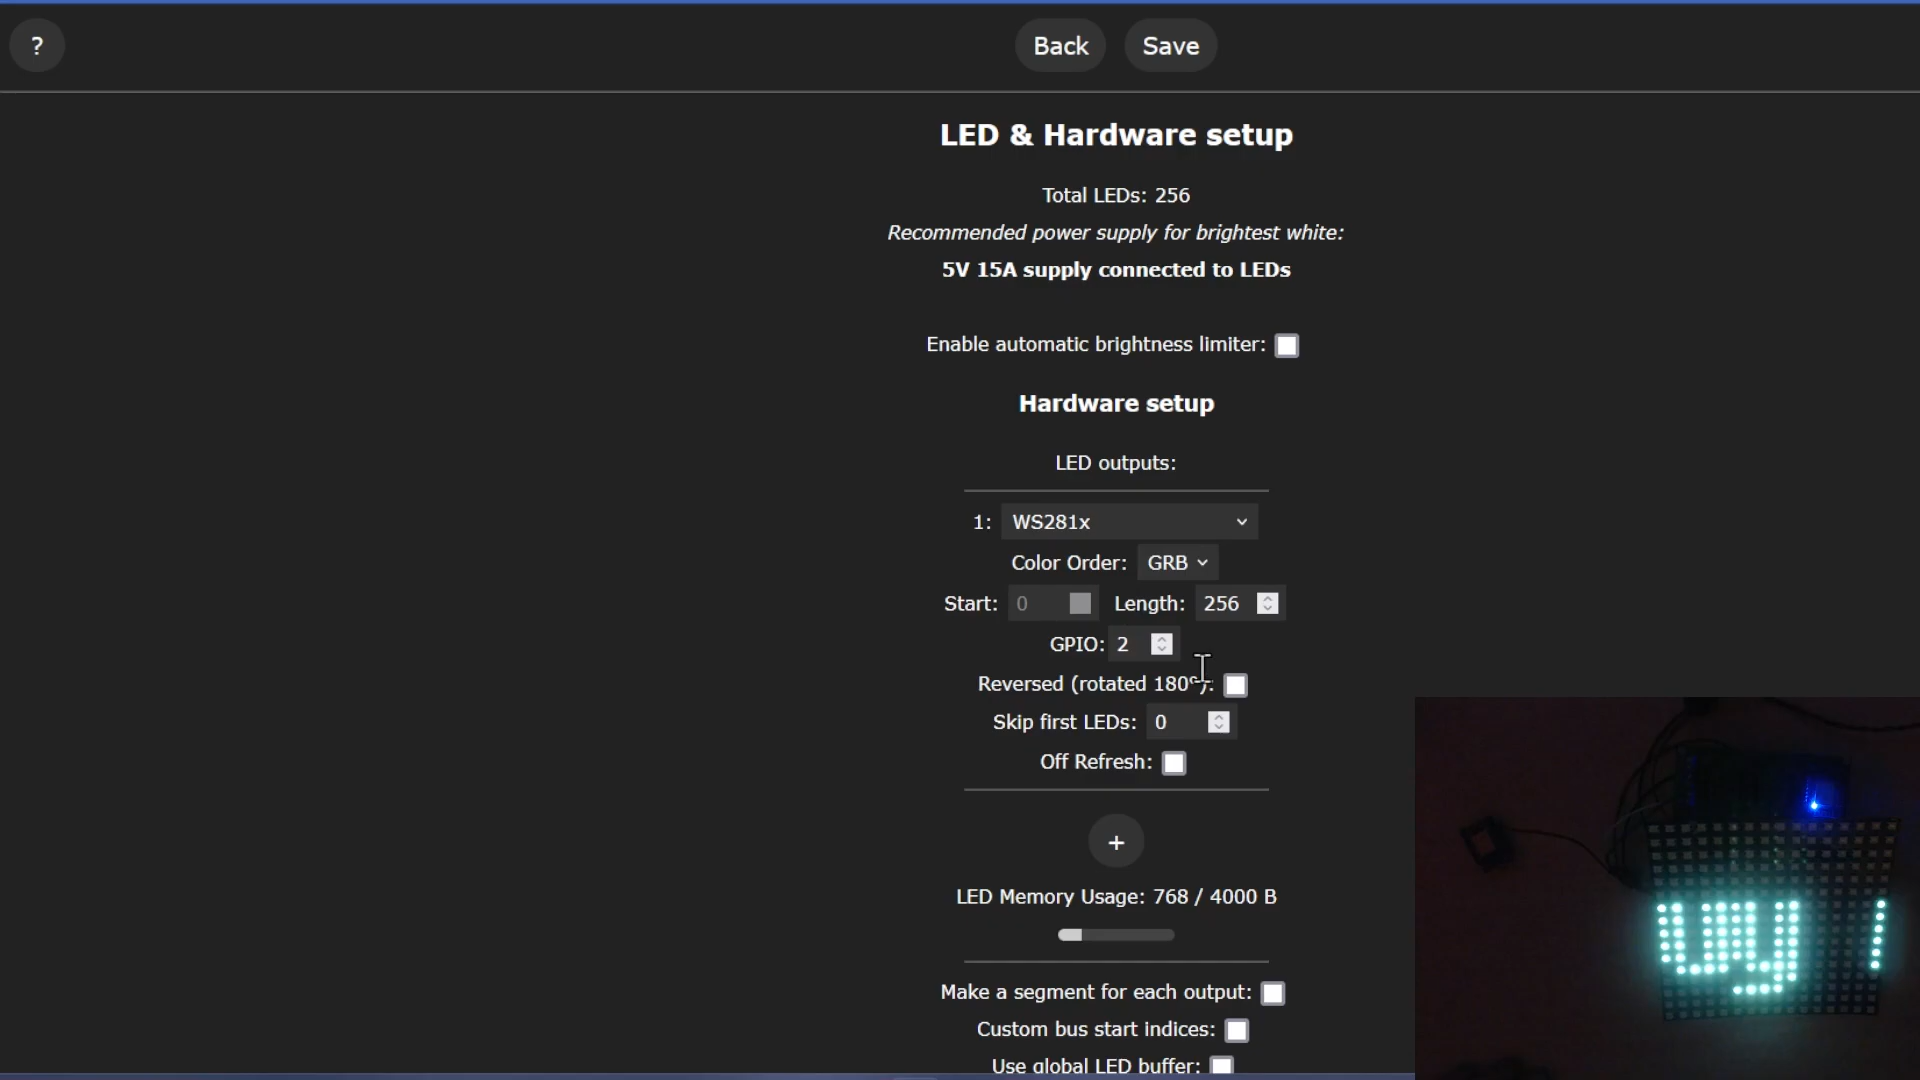 ?
Back Save
LED & Hardware setup
Total LEDs: 256
Recommended power supply for brightest white:
5V 15A supply connected to LEDs
Enable automatic brightness limiter:
Hardware setup
LED outputs:
1: WS281x
Color Order: GRB
Start: 0 Length: 256
GPIO: 2
Reversed (rotated 180°):
Skip first LEDs: 0
Off Refresh:
+
LED Memory Usage: 768 / 4000 B
Make a segment for each output:
Custom bus start indices:
Use global LED buffer: